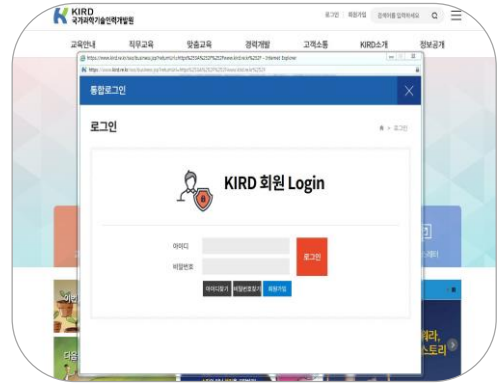 KIRD
국가과학기술인력개발원
로그인 회원가입 검색어를 입력하세요
교육안내 직무교육 맞춤교육 경력개발 고객소통 KIRD소개 정보공개
Internet Explorer
통합로그인
로그인
KIRD 회원 Login
아이디
비밀번호
로그인
아이디찾기 비밀번호찾기 회원가입